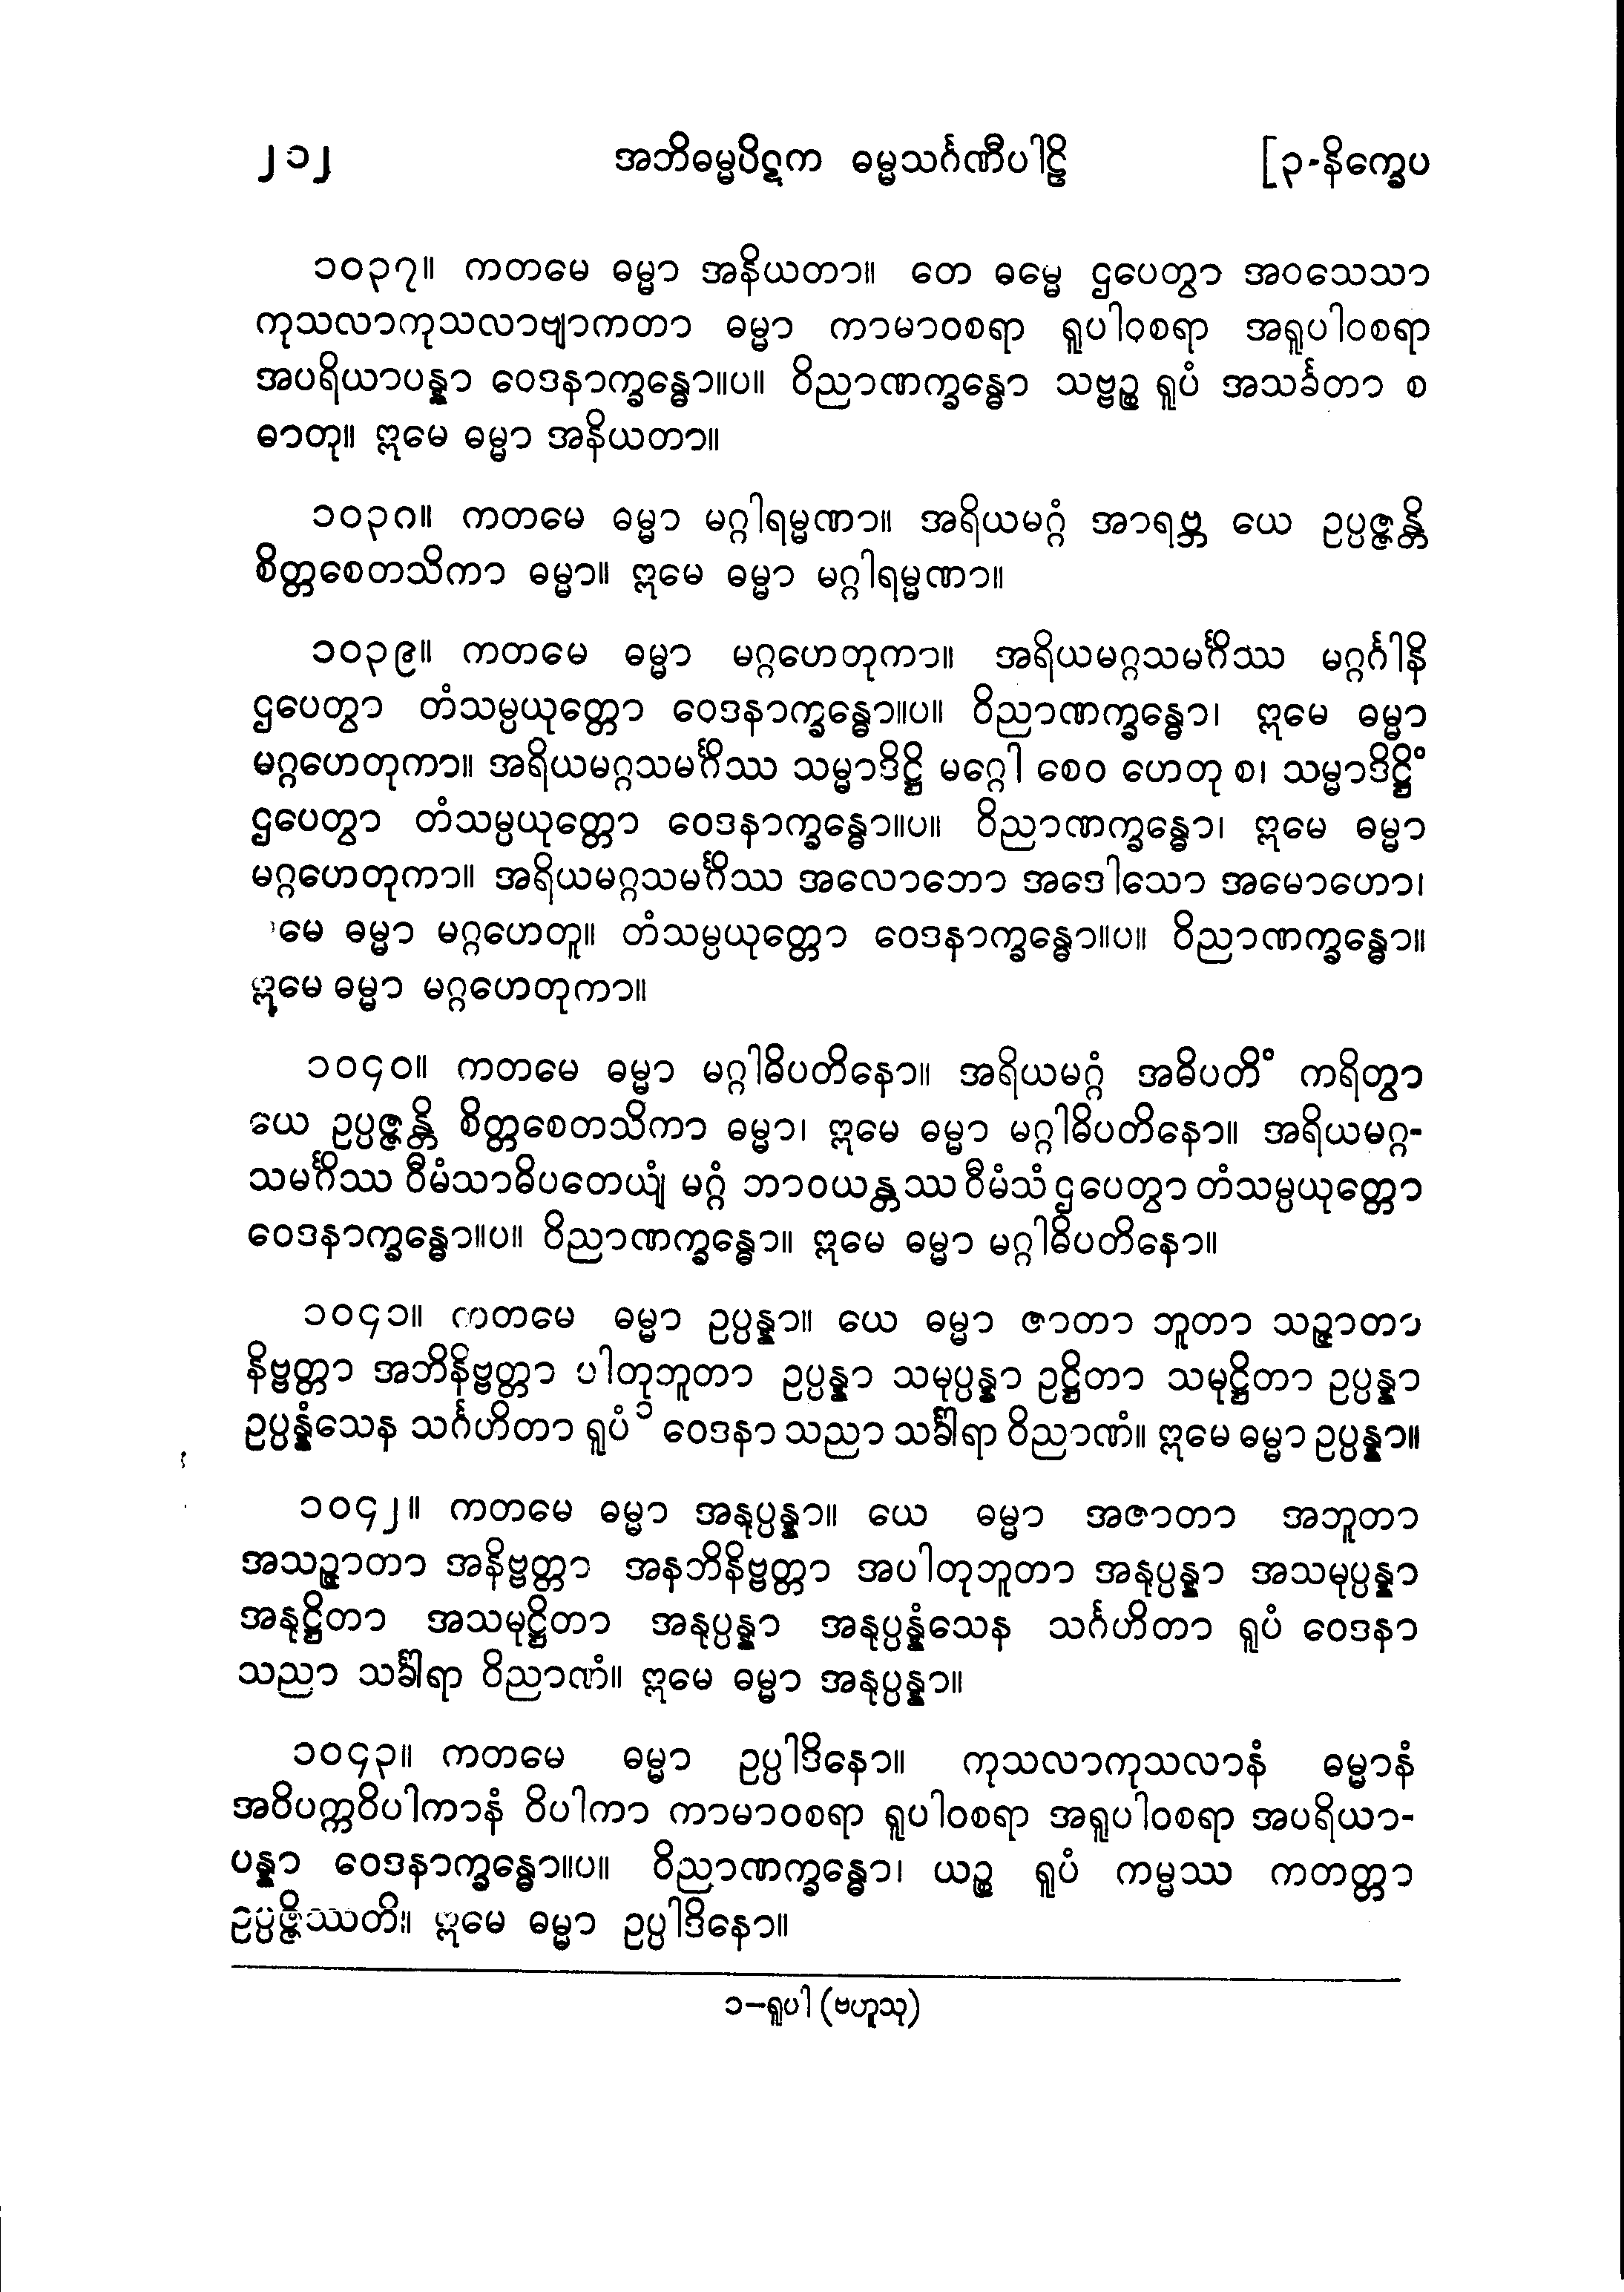 ၂၁၂ အဘိဓမ္မပိဋက ဓမ္မသင်္ဂဏီပါဠိ [၃-နိက္ခေပ
၁၀၃၇။ ကတမေ ဓမ္မာ အနိယတာ။ တေ ဓမ္မေ ဌပေတွာ အဝသေသာ
ကုသလာကုသလာဗျာကတာ ဓမ္မာ ကာမာဝစရာ ရူပါဝစရာ အရူပါဝစရာ
အပရိယာပန္နာ ဝေဒနာက္ခန္ဓော။ပ။ ဝိညာဏက္ခန္ဓော သဗ္ဗဉ္စ ရူပံ အသင်္ခတာ စ
ဓာတု။ ဣမေ ဓမ္မာ အနိယတာ။
၁၀၃၈။ ကတမေ ဓမ္မာ မဂ္ဂါရမ္မဏာ။ အရိယမဂ္ဂံ အာရဗ္ဘ ယေ ဥပ္ပဇ္ဇန္တိ
စိတ္တစေတသိကာ ဓမ္မာ။ ဣမေ ဓမ္မာ မဂ္ဂါရမ္မဏာ။
၁၀၃၉။ ကတမေ ဓမ္မာ မဂ္ဂဟေတုကာ။ အရိယမဂ္ဂသမင်္ဂိဿ မဂ္ဂင်္ဂါနိ
ဌပေတွာ တံသမ္ပယုတ္တော ဝေဒနာက္ခန္ဓော။ပ။ ဝိညာဏက္ခန္ဓော၊ ဣမေ ဓမ္မာ
မဂ္ဂဟေတုကာ။ အရိယမဂ္ဂသမင်္ဂိဿ သမ္မာဒိဋ္ဌိ မဂ္ဂေါ စေဝ ဟေတု စ၊ သမ္မာဒိဋ္ဌိံ
ဌပေတွာ တံသမ္ပယုတ္တော ဝေဒနာက္ခန္ဓော။ပ။ ဝိညာဏက္ခန္ဓော၊ ဣမေ ဓမ္မာ
မဂ္ဂဟေတုကာ။ အရိယမဂ္ဂသမင်္ဂိဿ အလောဘော အဒေါသော အမောဟော၊
မေ ဓမ္မာ မဂ္ဂဟေတူ။ တံသမ္ပယုတ္တော ဝေဒနာက္ခန္ဓော။ပ။ ဝိညာဏက္ခန္ဓော။
ဣမေ ဓမ္မာ မဂ္ဂဟေတုကာ။
၁၀၄၀။ ကတမေ ဓမ္မာ မဂ္ဂါဓိပတိနော။ အရိယမဂ္ဂံ အဓိပတိံ ကရိတွာ
ယေ ဥပ္ပဇ္ဇန္တိ စိတ္တစေတသိကာ ဓမ္မာ၊ ဣမေ ဓမ္မာ မဂ္ဂါဓိပတိနော။ အရိယမဂ္ဂ-
သမင်္ဂိဿ ဝီမံသာဓိပတေယျံ မဂ္ဂံ ဘာဝယန္တဿ ဝီမံသံ ဌပေတွာ တံသမ္ပယုတ္တော
ဝေဒနာက္ခန္ဓော။ပ။ ဝိညာဏက္ခန္ဓော။ ဣမေ ဓမ္မာ မဂ္ဂါဓိပတိနော။
၁၀၄၁။ ကတမေ ဓမ္မာ ဥပ္ပန္နာ။ ယေ ဓမ္မာ ဇာတာ ဘူတာ သဉ္ဇာတာ
နိဗ္ဗတ္တာ အဘိနိဗ္ဗတ္တာ ပါတုဘူတာ ဥပ္ပန္နာ သမုပ္ပန္နာ ဥဋ္ဌိတာ သမုဋ္ဌိတာ ဥပ္ပန္နာ
ဥပ္ပန္နံသေန သင်္ဂဟိတာ ရူပံ ၁ ဝေဒနာ သညာ သင်္ခါရာ ဝိညာဏံ။ ဣမေ ဓမ္မာ ဥပ္ပန္နာ။
၁၀၄၂။ ကတမေ ဓမ္မာ အနုပ္ပန္နာ။ ယေ ဓမ္မာ အဇာတာ အဘူတာ
အသဉ္ဇာတာ အနိဗ္ဗတ္တာ အနဘိနိဗ္ဗတ္တာ အပါတုဘူတာ အနုပ္ပန္နာ အသမုပ္ပန္နာ
အနုဋ္ဌိတာ အသမုဋ္ဌိတာ အနုပ္ပန္နာ အနုပ္ပန္နံသေန သင်္ဂဟိတာ ရူပံ ဝေဒနာ
သညာ သင်္ခါရာ ဝိညာဏံ။ ဣမေ ဓမ္မာ အနုပ္ပန္နာ။
၁၀၄၃။ ကတမေ ဓမ္မာ ဥပ္ပါဒိနော။ ကုသလာကုသလာနံ ဓမ္မာနံ
အဝိပက္ကဝိပါကာနံ ဝိပါကာ ကာမာဝစရာ ရူပါဝစရာ အရူပါဝစရာ အပရိယာ-
ပန္နာ ဝေဒနာက္ခန္ဓော။ပ။ ဝိညာဏက္ခန္ဓော၊ ယဉ္စ ရူပံ ကမ္မဿ ကတတ္တာ
ဥပ္ပဇ္ဇိဿတိ။ ဣမေ ဓမ္မာ ဥပ္ပါဒိနော။
၁-ရူပါ (ဗဟူသု)